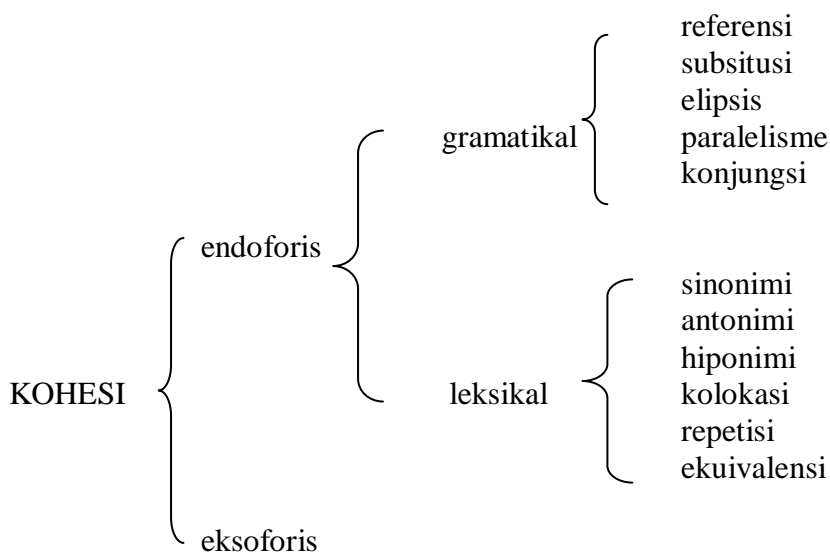 referensi
subsitusi
elipsis
gramatikal
paralelisme
konjungsi
endoforis
sinonimi
antonimi
hiponimi
KOHESI
leksikal
kolokasi
repetisi
ekuivalensi
eksoforis